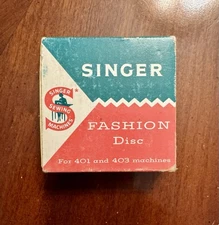 SINGER
SINGER
SEWING
MACHINES
FASHION
Disc
For 401 and 403 machines